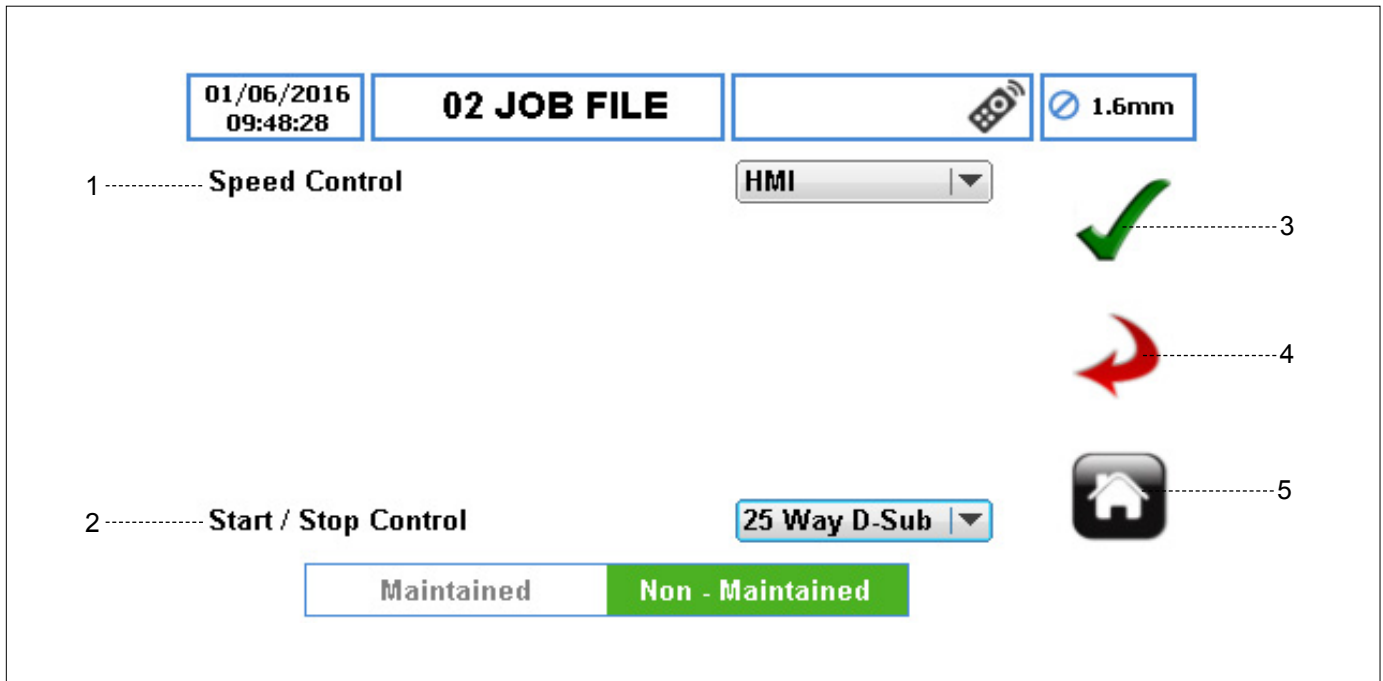 01/06/2016
09:48:28
02 JOB FILE
1.6mm
1 Speed Control HMI
3
4
5
2 Start / Stop Control 25 Way D-Sub
Maintained Non - Maintained